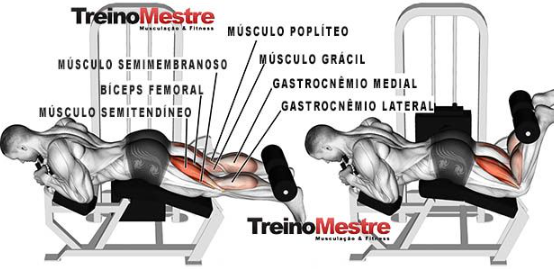 TreinoMestre
Musculação & Fitness
MÚSCULO POPLÍTEO
MÚSCULO SEMIMEMBRANOSO
MÚSCULO GRÁCIL
BÍCEPS FEMORAL
GASTROCNÊMIO MEDIAL
MÚSCULO SEMITENDÍNEO
GASTROCNÊMIO LATERAL
TreinoMestre
Musculação & Fitness